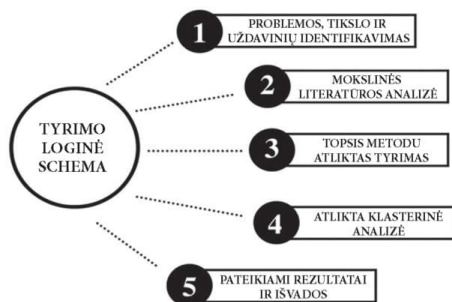 TYRIMO
LOGINĖ
SCHEMA
1
PROBLEMOS, TIKSLO IR
UŽDAVINIŲ IDENTIFIKAVIMAS
2
MOKSLINĖS
LITERATŪROS ANALIZĖ
3
TOPSIS METODU
ATLIKTAS TYRIMAS
4
ATLIKTA KLASTERINĖ
ANALIZĖ
5
PATEIKIAMI REZULTATAI
IR IŠVADOS